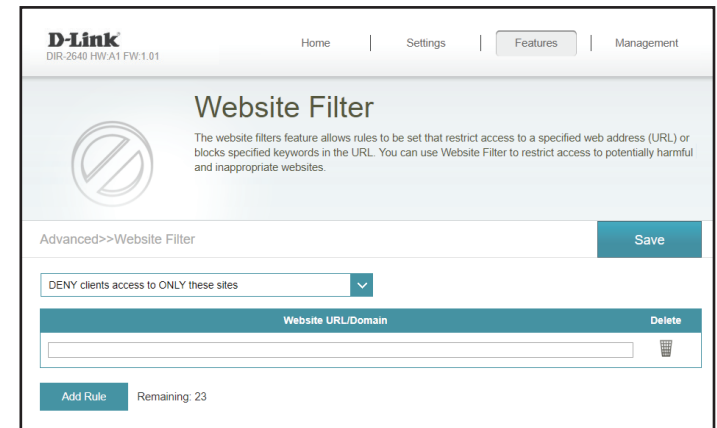 D-Link
DIR-2640 HW:A1 FW:1.01
Home | Settings | Features | Management
Website Filter
The website filters feature allows rules to be set that restrict access to a specified web address (URL) or
blocks specified keywords in the URL. You can use Website Filter to restrict access to potentially harmful
and inappropriate websites.
Advanced>>Website Filter
Save
DENY clients access to ONLY these sites
Website URL/Domain Delete
Add Rule Remaining: 23